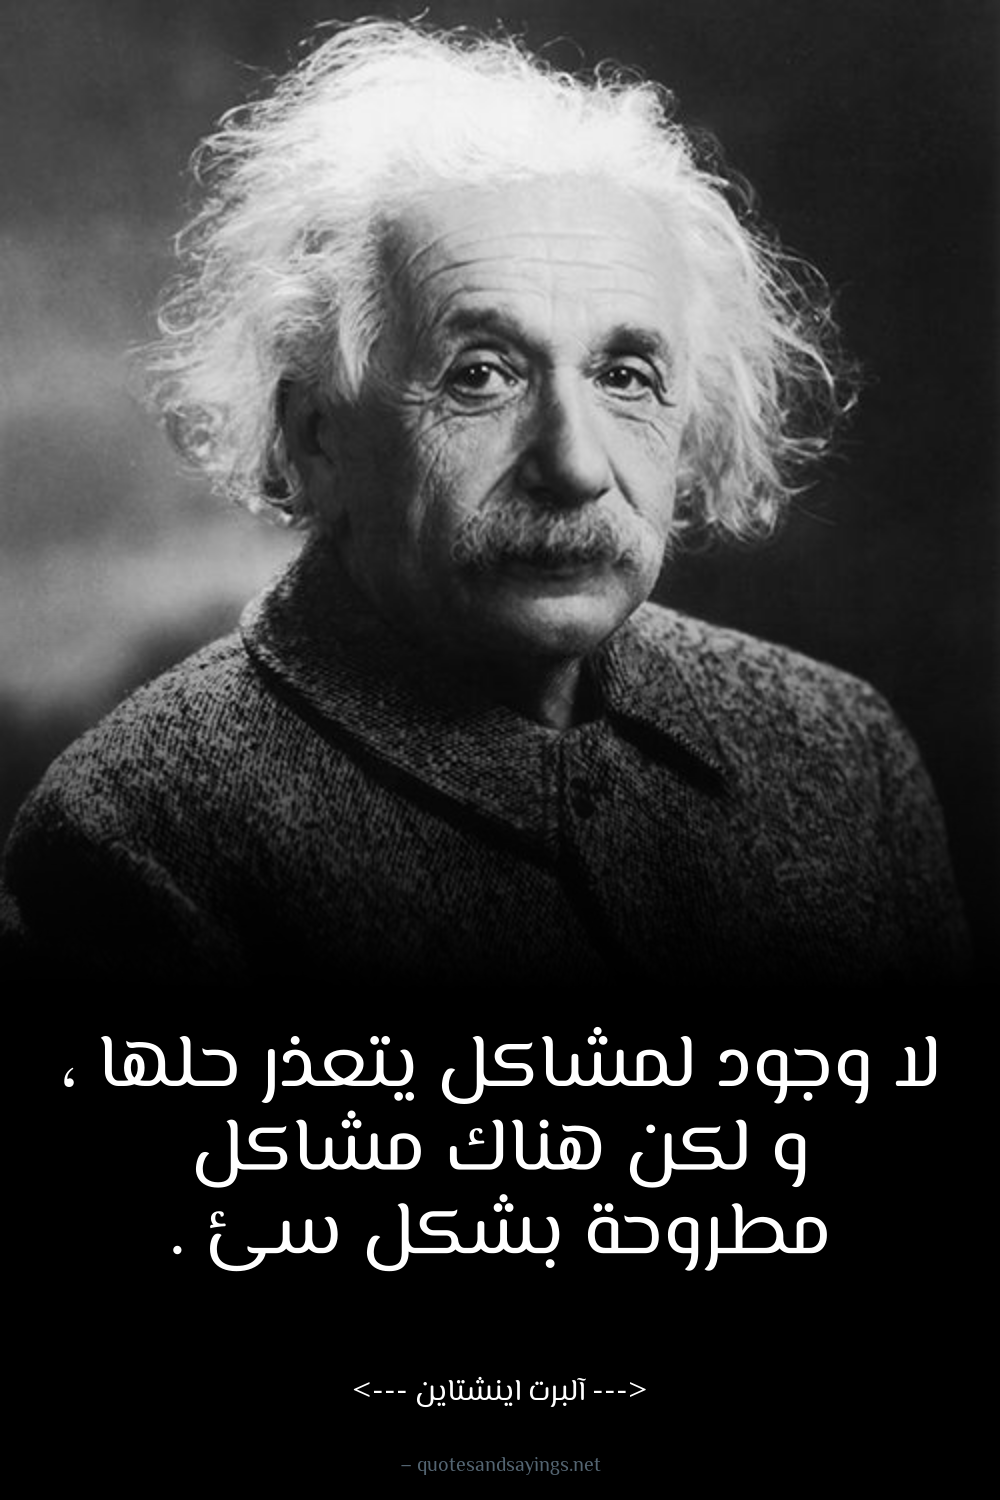 لا وجود لمشاكل يتعذر حلها ،
و لكن هناك مشاكل
مطروحة بشكل سئ .
<--- آلبرت اينشتاين --->
– quotesandsayings.net